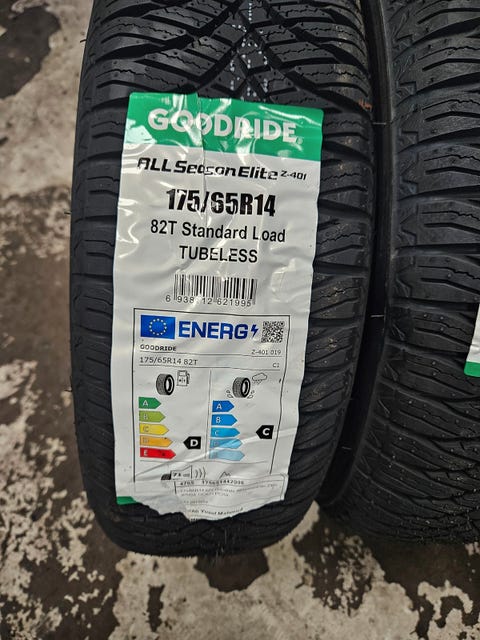 GOODRIDE
ALL Season Elite Z-401
175/65R14
82T Standard Load
TUBELESS
6 938112 621995
ENERG
GOODRIDE
Z-401 019
175/65R14 82T
C1
A
B
C
D
E
D
A
B
C
D
E
C
71